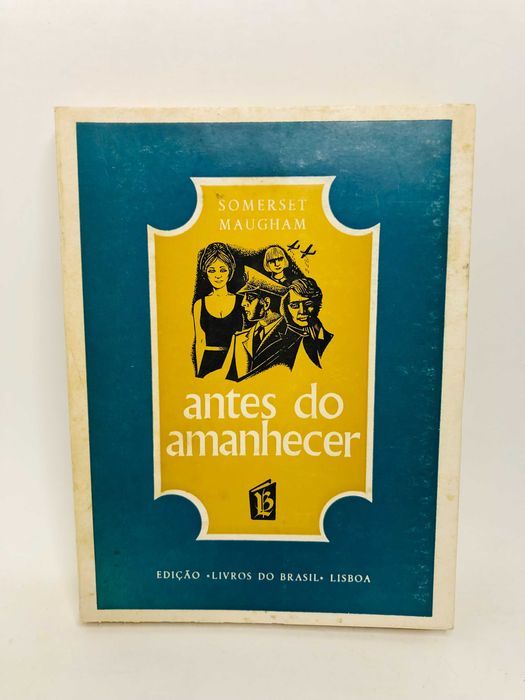 SOMERSET
MAUGHAM
antes do
amanhecer
EDIÇÃO «LIVROS DO BRASIL» LISBOA